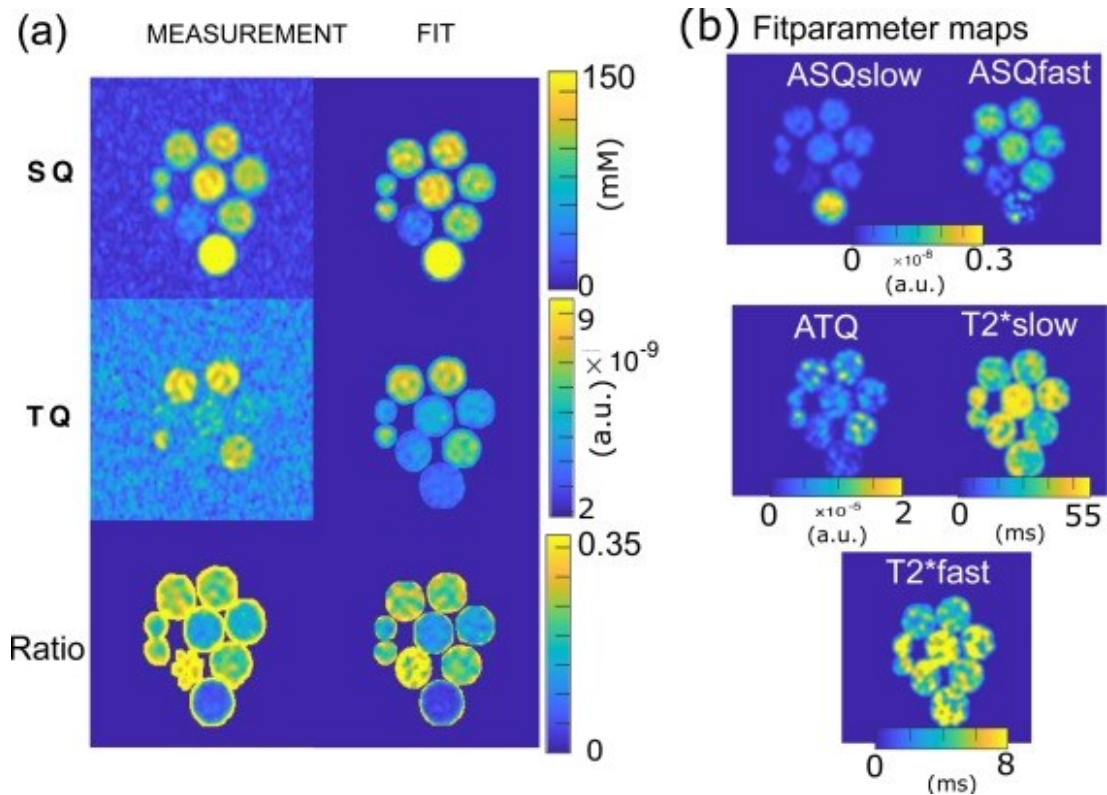 (a) MEASUREMENT FIT
SQ
150
(mM)
0
TQ
9
(a.u.) × 10⁻⁹
2
Ratio
0.35
0
(b) Fitparameter maps
ASQslow ASQfast
0 ×10⁻⁸ 0.3
(a.u.)
ATQ T2*slow
0 ×10⁻⁵ 2 0 55
(a.u.) (ms)
T2*fast
0 8
(ms)